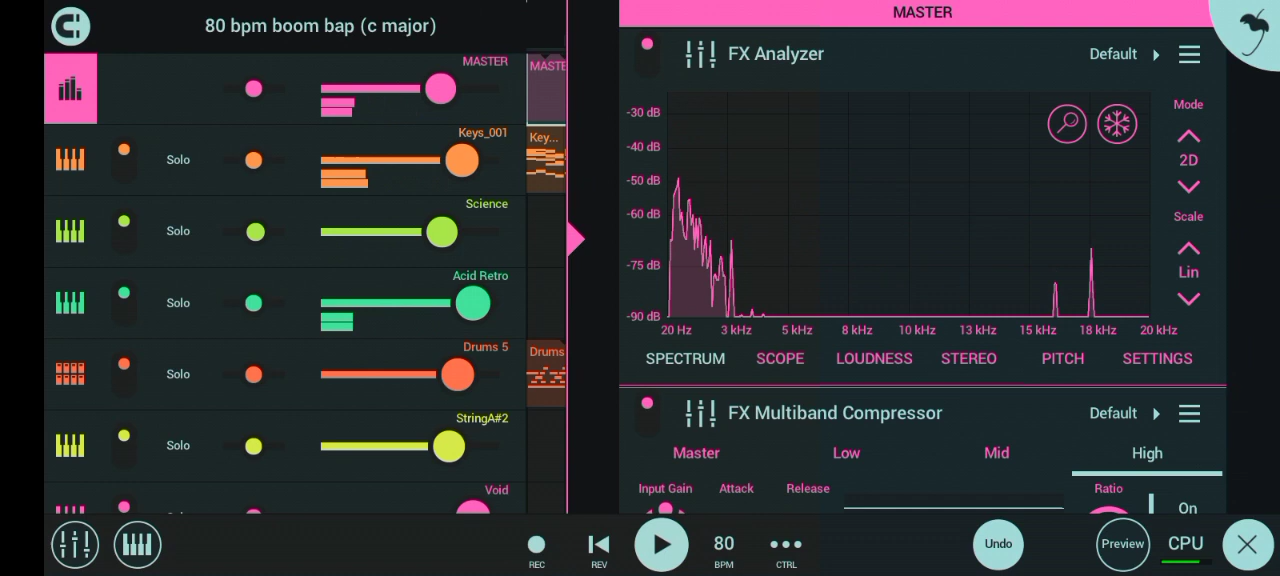 80 bpm boom bap (c major)
MASTER
MASTER
MASTE
FX Analyzer
Default
Keys_001
Key...
Solo
Science
Solo
Acid Retro
Solo
Drums 5
Drums
Solo
StringA#2
Solo
Void
-30 dB
-40 dB
-50 dB
-60 dB
-75 dB
-90 dB
20 Hz 3 kHz 5 kHz 8 kHz 10 kHz 13 kHz 15 kHz 18 kHz 20 kHz
Mode
2D
Scale
Lin
SPECTRUM SCOPE LOUDNESS STEREO PITCH SETTINGS
FX Multiband Compressor
Default
Master Low Mid High
Input Gain Attack Release Ratio
On
REC REV 80 BPM CTRL
Undo
Preview
CPU